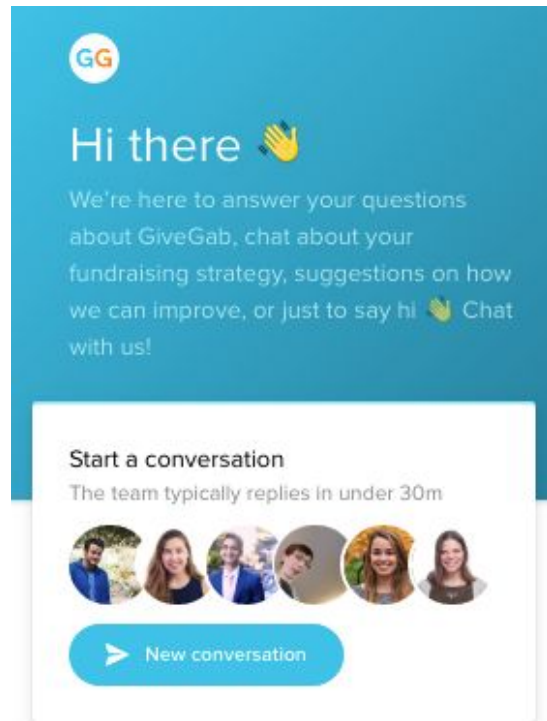 GG
Hi there 👋
We're here to answer your questions
about GiveGab, chat about your
fundraising strategy, suggestions on how
we can improve, or just to say hi 👋 Chat
with us!
Start a conversation
The team typically replies in under 30m
New conversation